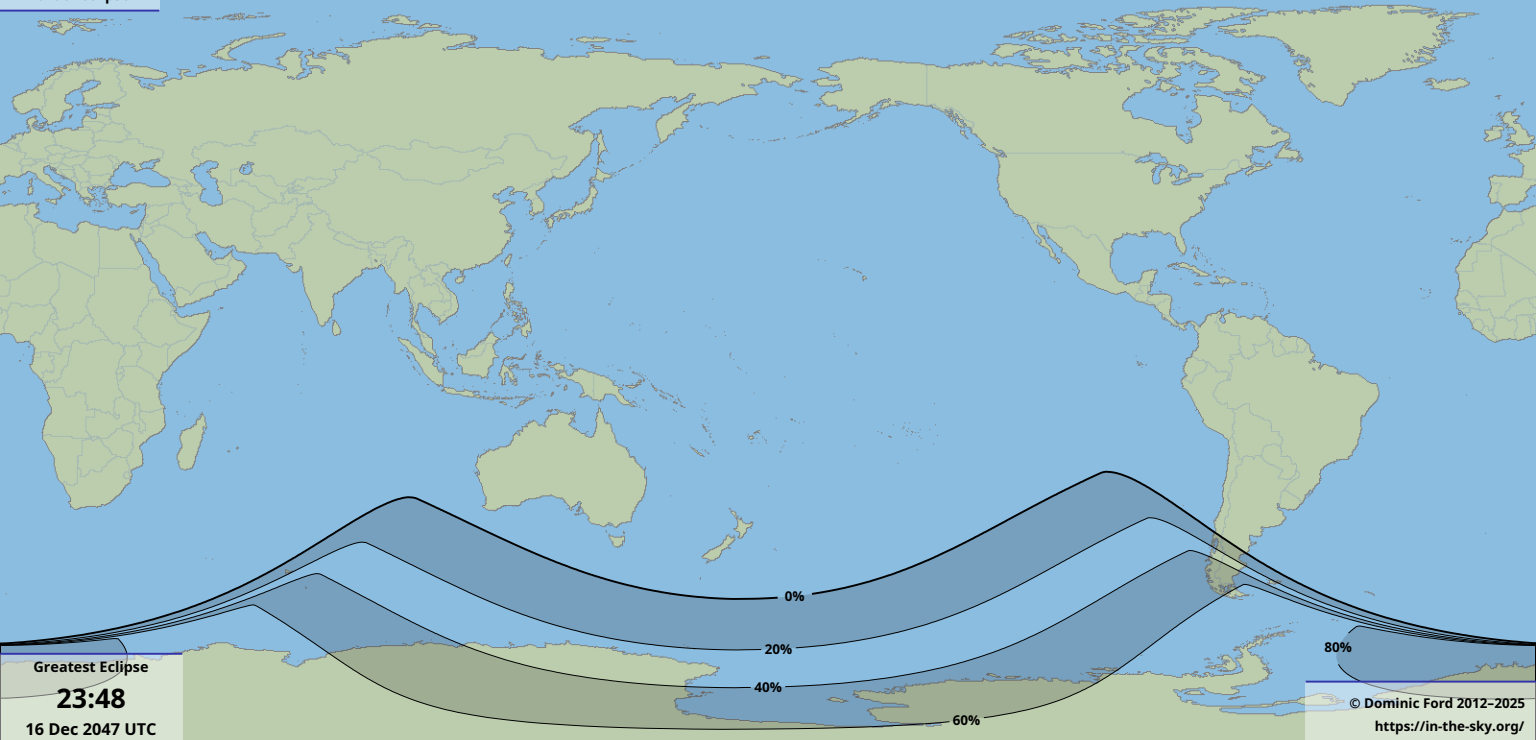 0%
20%
80%
40%
60%
Greatest Eclipse
23:48
16 Dec 2047 UTC
© Dominic Ford 2012–2025
https://in-the-sky.org/